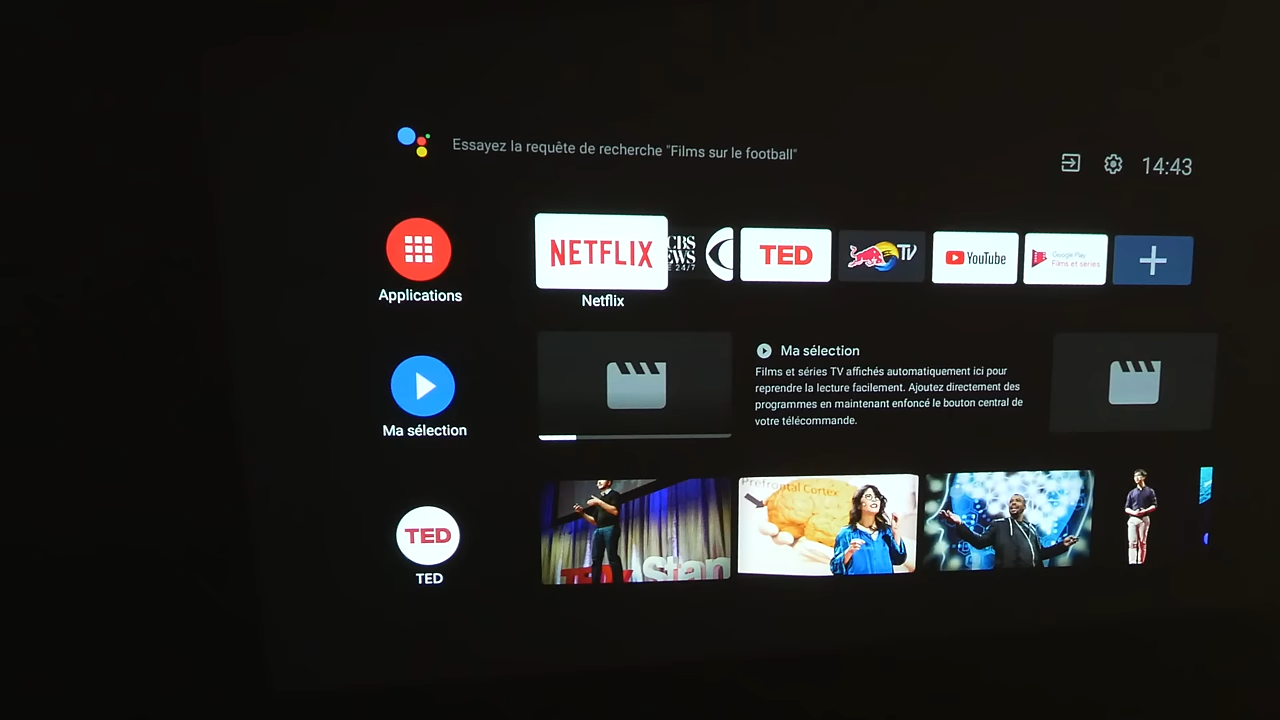 Essayez la requête de recherche "Films sur le football"
14:43
Applications
NETFLIX
CBS
NEWS
E 24/7
TED
TV
YouTube
Google Play
Films et séries
Netflix
Ma sélection
Films et séries TV affichés automatiquement ici pour
reprendre la lecture facilement. Ajoutez directement des
programmes en maintenant enfoncé le bouton central de
votre télécommande.
Ma sélection
TED
TED
TEDx Stan
Prefrontal Cortex